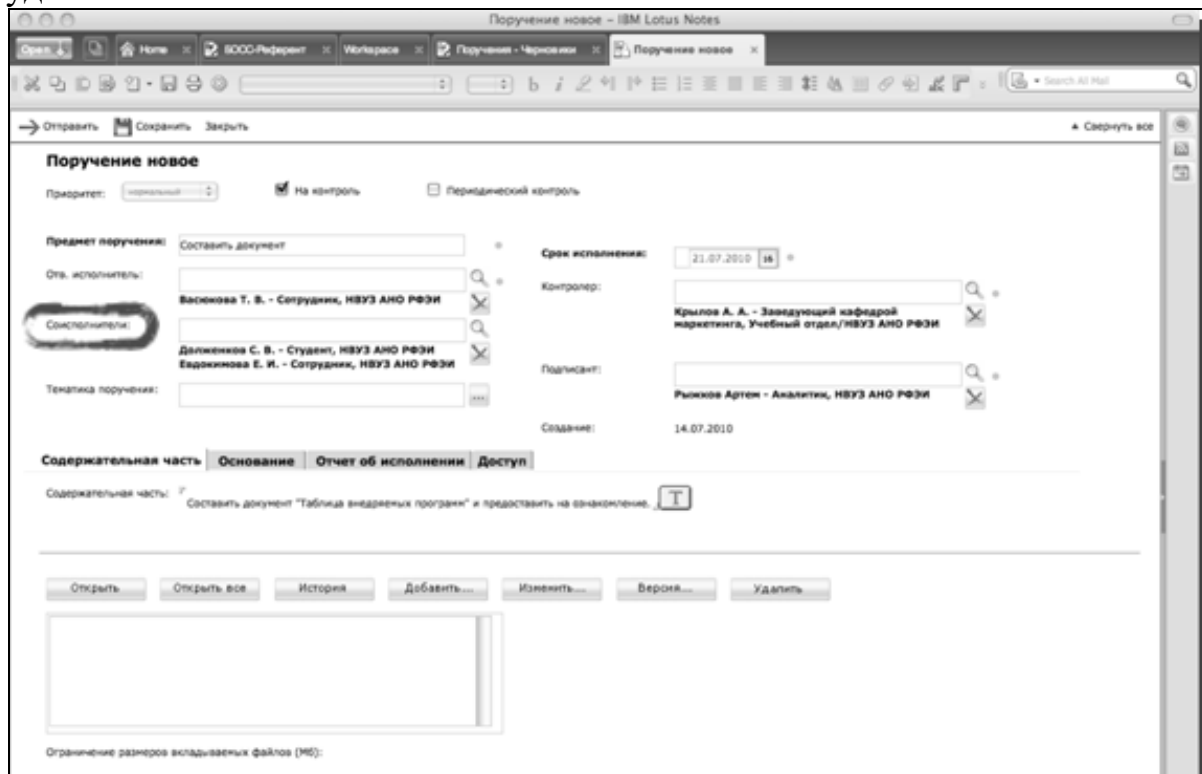 Поручение новое – IBM Lotus Notes
Open Home БОСС-Референт Workspace Поручения - Черновики Поручение новое
Search All Mail
Отправить Сохранить Закрыть Свернуть все
Поручение новое
Приоритет: нормальный На контроль Периодический контроль
Предмет поручения: Составить документ
Срок исполнения: 21.07.2010 16
Отв. исполнитель:
Васюкова Т. В. - Сотрудник, НВУЗ АНО РФЭИ
Контролер:
Крылов А. А. - Заведующий кафедрой
маркетинга, Учебный отдел/НВУЗ АНО РФЭИ
Соисполнители:
Долженков С. В. - Студент, НВУЗ АНО РФЭИ
Евдокимова Е. И. - Сотрудник, НВУЗ АНО РФЭИ
Подписант:
Рыжков Артем - Аналитик, НВУЗ АНО РФЭИ
Тематика поручения: ...
Создание: 14.07.2010
Содержательная часть Основание Отчет об исполнении Доступ
Содержательная часть: Составить документ "Таблица внедряемых программ" и предоставить на ознакомление. T
Открыть Открыть все История Добавить... Изменить... Версия... Удалить
Ограничение размеров вкладываемых файлов (Мб):